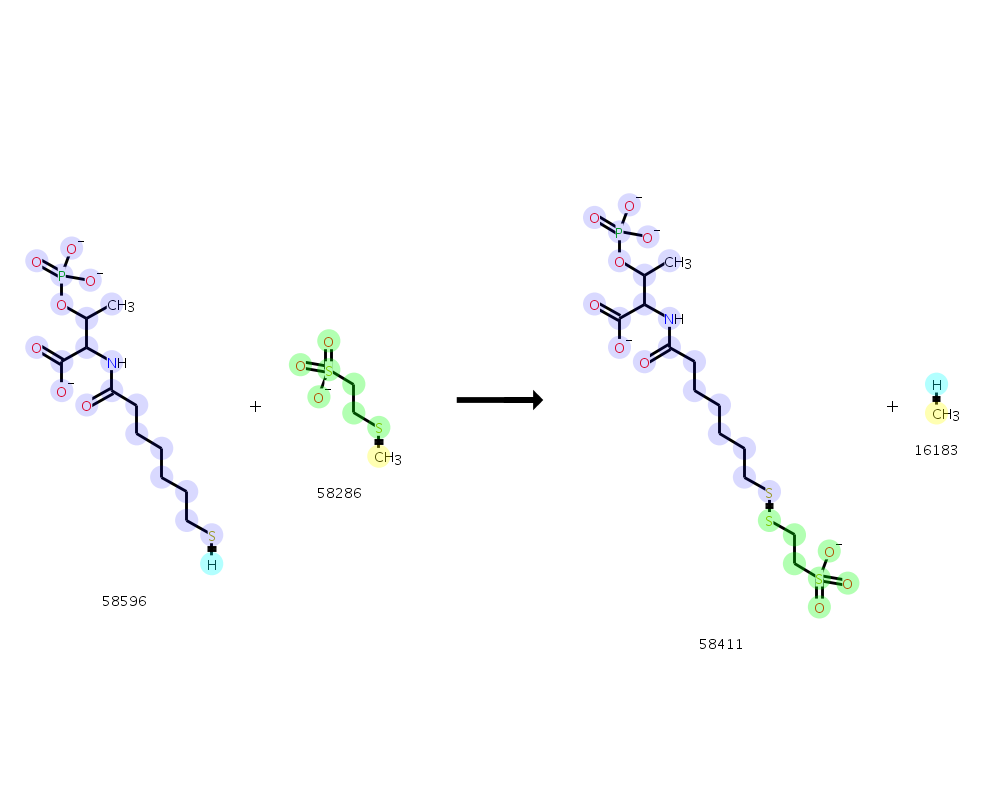 O O⁻ P O⁻ O CH3 O NH O⁻ O S H
58596
+
O O S O⁻ S CH3
58286
O O⁻ P O⁻ O CH3 O NH O⁻ O S S O⁻ S O O
58411
+
H CH3
16183